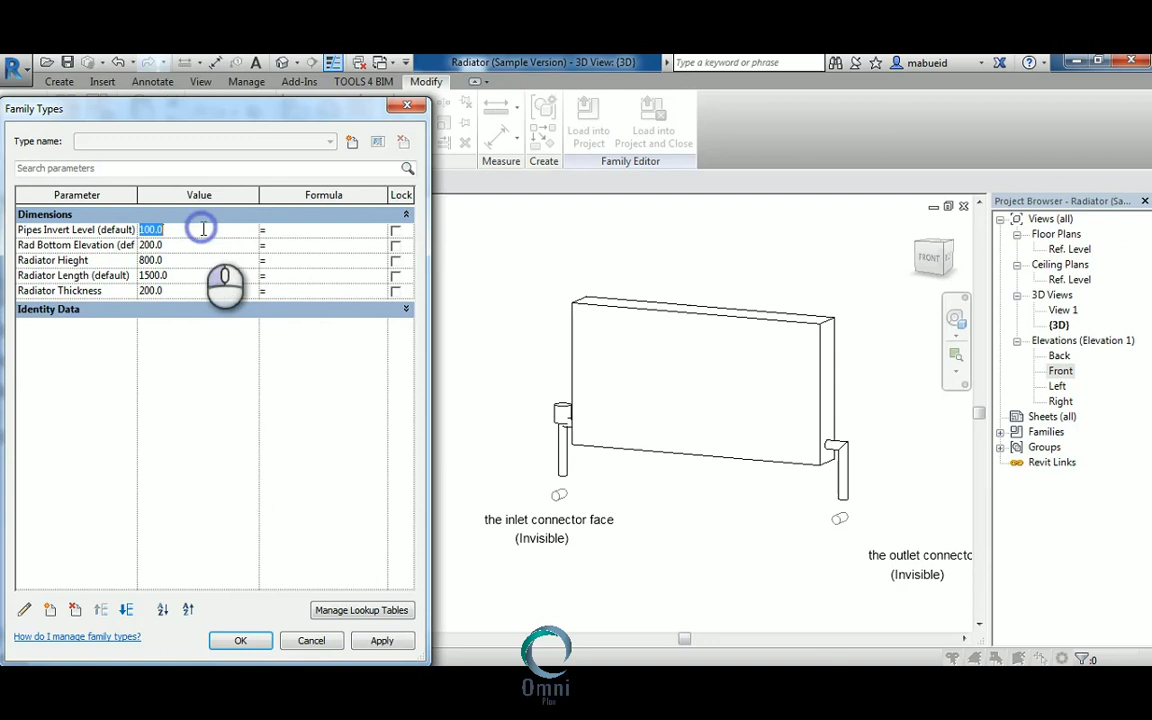 Radiator (Sample Version) - 3D View: {3D}
Type a keyword or phrase
mabueid
Create
Insert
Annotate
View
Manage
Add-Ins
TOOLS 4 BIM
Modify
Family Types
Type name:
Search parameters
Parameter
Value
Formula
Lock
Dimensions
Pipes Invert Level (default)
100.0
=
Rad Bottom Elevation (def
200.0
=
Radiator Hieght
800.0
=
Radiator Length (default)
1500.0
=
Radiator Thickness
200.0
=
Identity Data
Manage Lookup Tables
How do I manage family types?
OK
Cancel
Apply
Load into
Project
Load into
Project and Close
Measure
Create
Family Editor
FRONT
the inlet connector face
(Invisible)
the outlet connecto
(Invisible)
Project Browser - Radiator (Sa...
Views (all)
Floor Plans
Ref. Level
Ceiling Plans
Ref. Level
3D Views
View 1
{3D}
Elevations (Elevation 1)
Back
Front
Left
Right
Sheets (all)
Families
Groups
Revit Links
:0
Omni
Plus